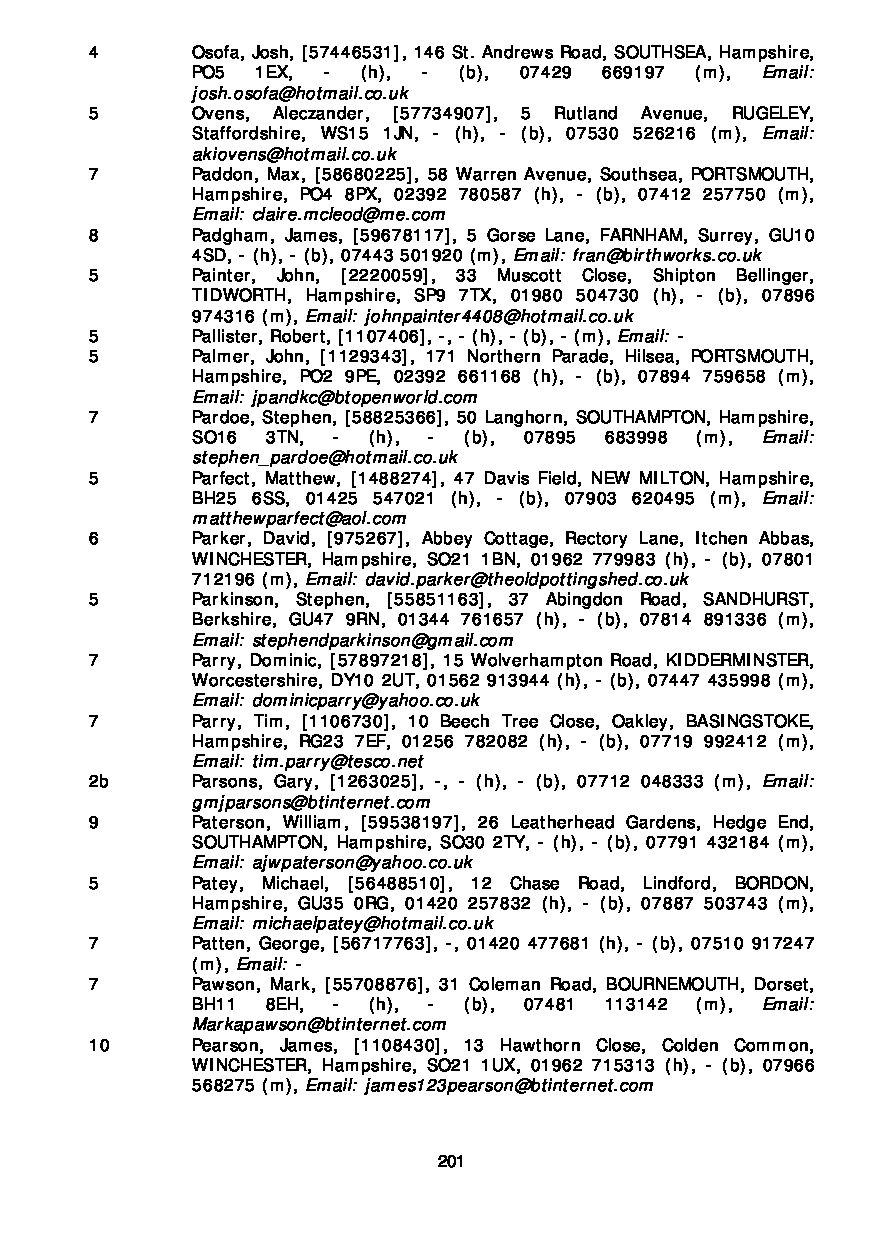 4 Osofa, Josh, [57446531], 146 St. Andrews Road, SOUTHSEA, Hampshire,
PO5 1EX, - (h), - (b), 07429 669197 (m), Email:
josh.osofa@hotmail.co.uk
5 Ovens, Aleczander, [57734907], 5 Rutland Avenue, RUGELEY,
Staffordshire, WS15 1JN, - (h), - (b), 07530 526216 (m), Email:
akiovens@hotmail.co.uk
7 Paddon, Max, [58680225], 58 Warren Avenue, Southsea, PORTSMOUTH,
Hampshire, PO4 8PX, 02392 780587 (h), - (b), 07412 257750 (m),
Email: claire.mcleod@me.com
8 Padgham, James, [59678117], 5 Gorse Lane, FARNHAM, Surrey, GU10
4SD, - (h), - (b), 07443 501920 (m), Email: fran@birthworks.co.uk
5 Painter, John, [2220059], 33 Muscott Close, Shipton Bellinger,
TIDWORTH, Hampshire, SP9 7TX, 01980 504730 (h), - (b), 07896
974316 (m), Email: johnpainter4408@hotmail.co.uk
5 Pallister, Robert, [1107406], -, - (h), - (b), - (m), Email: -
5 Palmer, John, [1129343], 171 Northern Parade, Hilsea, PORTSMOUTH,
Hampshire, PO2 9PE, 02392 661168 (h), - (b), 07894 759658 (m),
Email: jpandkc@btopenworld.com
7 Pardoe, Stephen, [58825366], 50 Langhorn, SOUTHAMPTON, Hampshire,
SO16 3TN, - (h), - (b), 07895 683998 (m), Email:
stephen_pardoe@hotmail.co.uk
5 Parfect, Matthew, [1488274], 47 Davis Field, NEW MILTON, Hampshire,
BH25 6SS, 01425 547021 (h), - (b), 07903 620495 (m), Email:
matthewparfect@aol.com
6 Parker, David, [975267], Abbey Cottage, Rectory Lane, Itchen Abbas,
WINCHESTER, Hampshire, SO21 1BN, 01962 779983 (h), - (b), 07801
712196 (m), Email: david.parker@theoldpottingshed.co.uk
5 Parkinson, Stephen, [55851163], 37 Abingdon Road, SANDHURST,
Berkshire, GU47 9RN, 01344 761657 (h), - (b), 07814 891336 (m),
Email: stephendparkinson@gmail.com
7 Parry, Dominic, [57897218], 15 Wolverhampton Road, KIDDERMINSTER,
Worcestershire, DY10 2UT, 01562 913944 (h), - (b), 07447 435998 (m),
Email: dominicparry@yahoo.co.uk
7 Parry, Tim, [1106730], 10 Beech Tree Close, Oakley, BASINGSTOKE,
Hampshire, RG23 7EF, 01256 782082 (h), - (b), 07719 992412 (m),
Email: tim.parry@tesco.net
2b Parsons, Gary, [1263025], -, - (h), - (b), 07712 048333 (m), Email:
gmjparsons@btinternet.com
9 Paterson, William, [59538197], 26 Leatherhead Gardens, Hedge End,
SOUTHAMPTON, Hampshire, SO30 2TY, - (h), - (b), 07791 432184 (m),
Email: ajwpaterson@yahoo.co.uk
5 Patey, Michael, [56488510], 12 Chase Road, Lindford, BORDON,
Hampshire, GU35 0RG, 01420 257832 (h), - (b), 07887 503743 (m),
Email: michaelpatey@hotmail.co.uk
7 Patten, George, [56717763], -, 01420 477681 (h), - (b), 07510 917247
(m), Email: -
7 Pawson, Mark, [55708876], 31 Coleman Road, BOURNEMOUTH, Dorset,
BH11 8EH, - (h), - (b), 07481 113142 (m), Email:
Markapawson@btinternet.com
10 Pearson, James, [1108430], 13 Hawthorn Close, Colden Common,
WINCHESTER, Hampshire, SO21 1UX, 01962 715313 (h), - (b), 07966
568275 (m), Email: james123pearson@btinternet.com
201